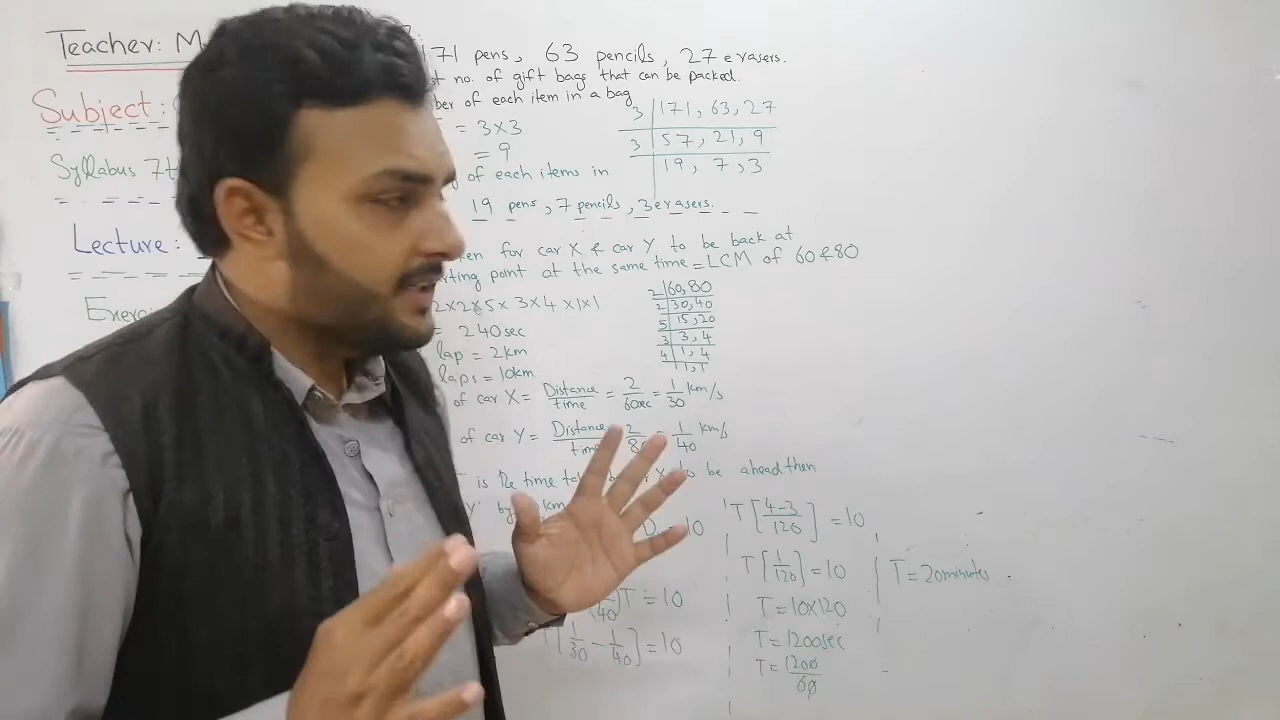 Teacher: M
171 pens, 63 pencils, 27 erasers.
st no. of gift bags that can be packed.
ber of each item in a bag
Subject :
= 3×3
= 9
3 | 171, 63, 27
3 | 57, 21, 9
19, 7, 3
Syllabus 7t
of each items in
19 pens, 7 pencils, 3 erasers.
Lecture :
ken for car X & car Y to be back at
rting point at the same time = LCM of 60 & 80
Exerc
2×2×5×3×4×1×1
= 240 sec
lap = 2km
laps = 10km
2 | 60, 80
2 | 30, 40
5 | 15, 20
3 | 3, 4
4 | 1, 4
1, 1
of car X = Distance/time = 2/60sec = 1/30 km/s
of car Y = Distance/time 2/80 = 1/40 km/s
is the time to be ahead then
Y' by km
= 10
/40)T = 10
[1/30 - 1/40] = 10
T[4-3/120] = 10
T[1/120] = 10
T = 10×120
T = 1200sec
T = 1200/60
T = 20 minutes